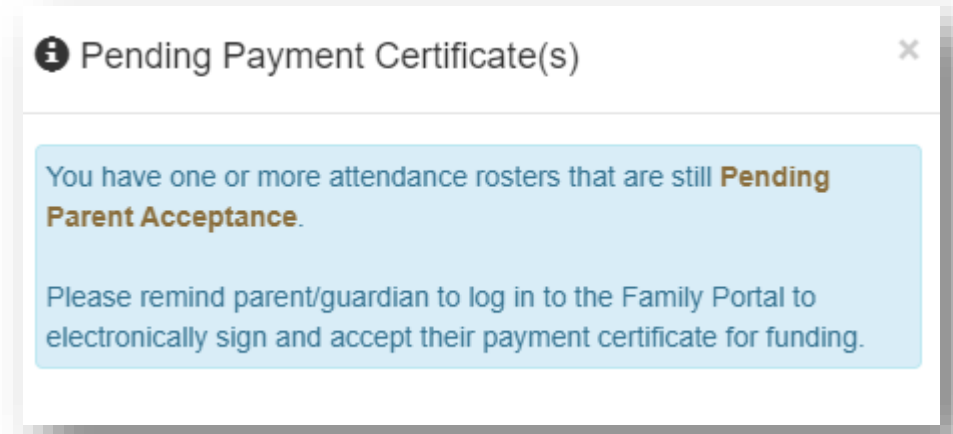 Pending Payment Certificate(s)
You have one or more attendance rosters that are still Pending
Parent Acceptance.
Please remind parent/guardian to log in to the Family Portal to
electronically sign and accept their payment certificate for funding.